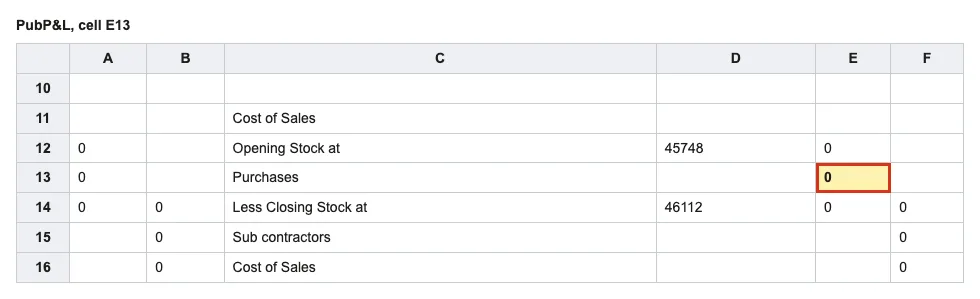 PubP&L, cell E13
A B C D E F
10
11 Cost of Sales
12 0 Opening Stock at 45748 0
13 0 Purchases 0
14 0 0 Less Closing Stock at 46112 0 0
15 0 Sub contractors 0
16 0 Cost of Sales 0